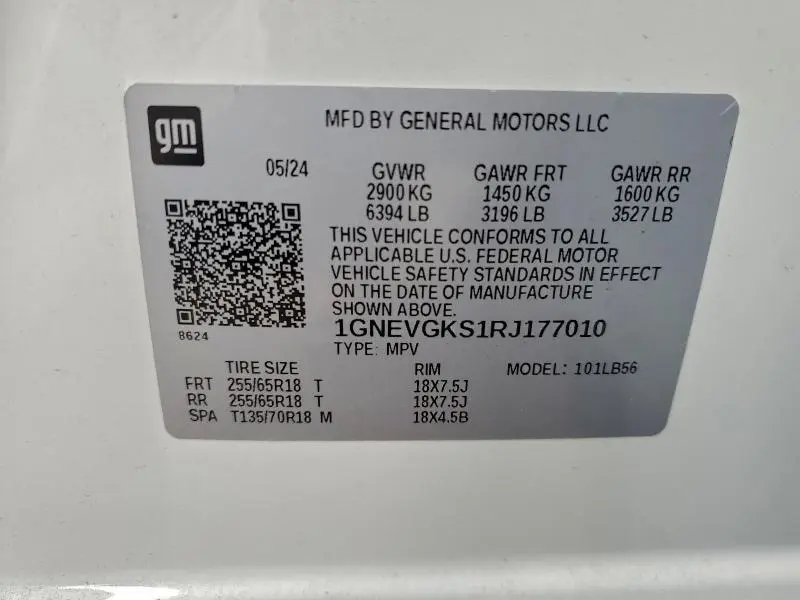 gm
MFD BY GENERAL MOTORS LLC
05/24 GVWR GAWR FRT GAWR RR
2900 KG 1450 KG 1600 KG
6394 LB 3196 LB 3527 LB
THIS VEHICLE CONFORMS TO ALL
APPLICABLE U.S. FEDERAL MOTOR
VEHICLE SAFETY STANDARDS IN EFFECT
ON THE DATE OF MANUFACTURE
SHOWN ABOVE.
8624
1GNEVGKS1RJ177010
TYPE: MPV
TIRE SIZE RIM MODEL: 101LB56
FRT 255/65R18 T 18X7.5J
RR 255/65R18 T 18X7.5J
SPA T135/70R18 M 18X4.5B